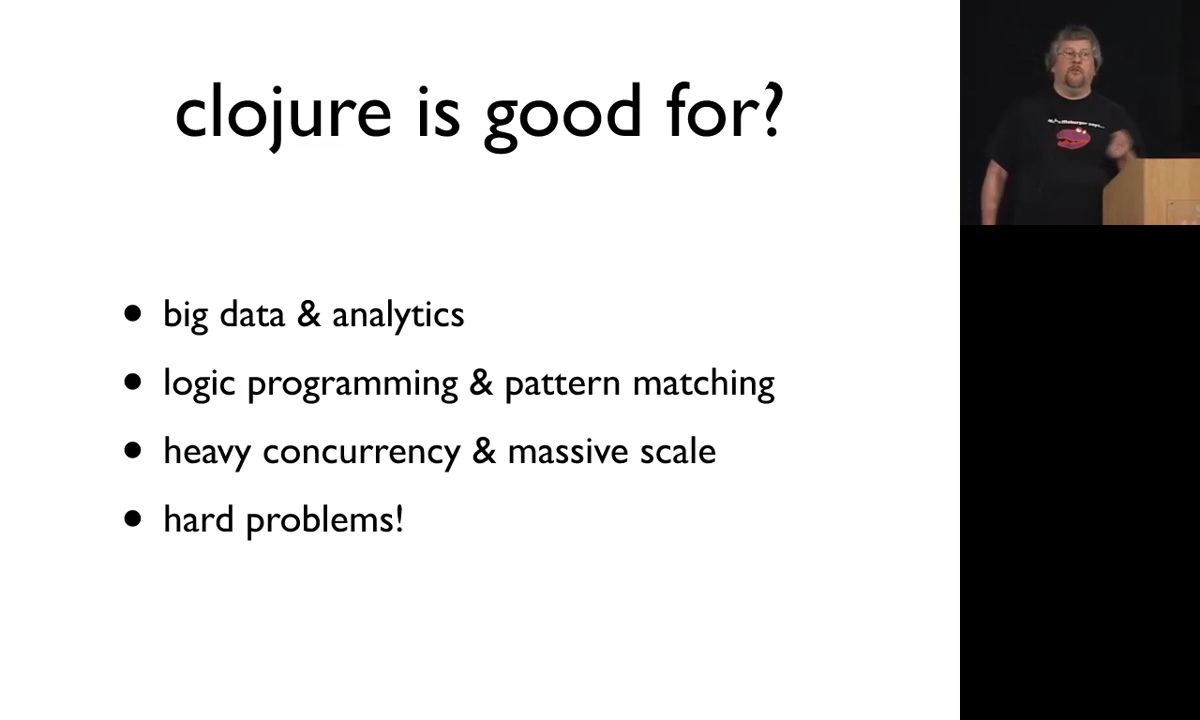 clojure is good for?
• big data & analytics
• logic programming & pattern matching
• heavy concurrency & massive scale
• hard problems!